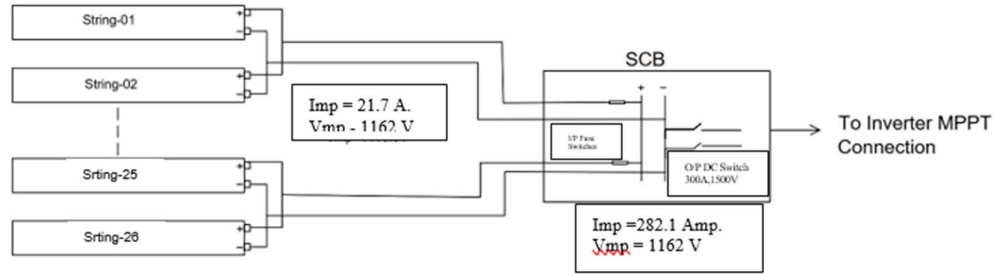 String-01
String-02
Srting-25
Srting-26
+
-
+
-
+
-
+
-
Imp = 21.7 A.
Vmp - 1162 V
SCB
+ -
I/P Fuse
Switches
O/P DC Switch
300A,1500V
Imp =282.1 Amp.
Vmp = 1162 V
To Inverter MPPT
Connection